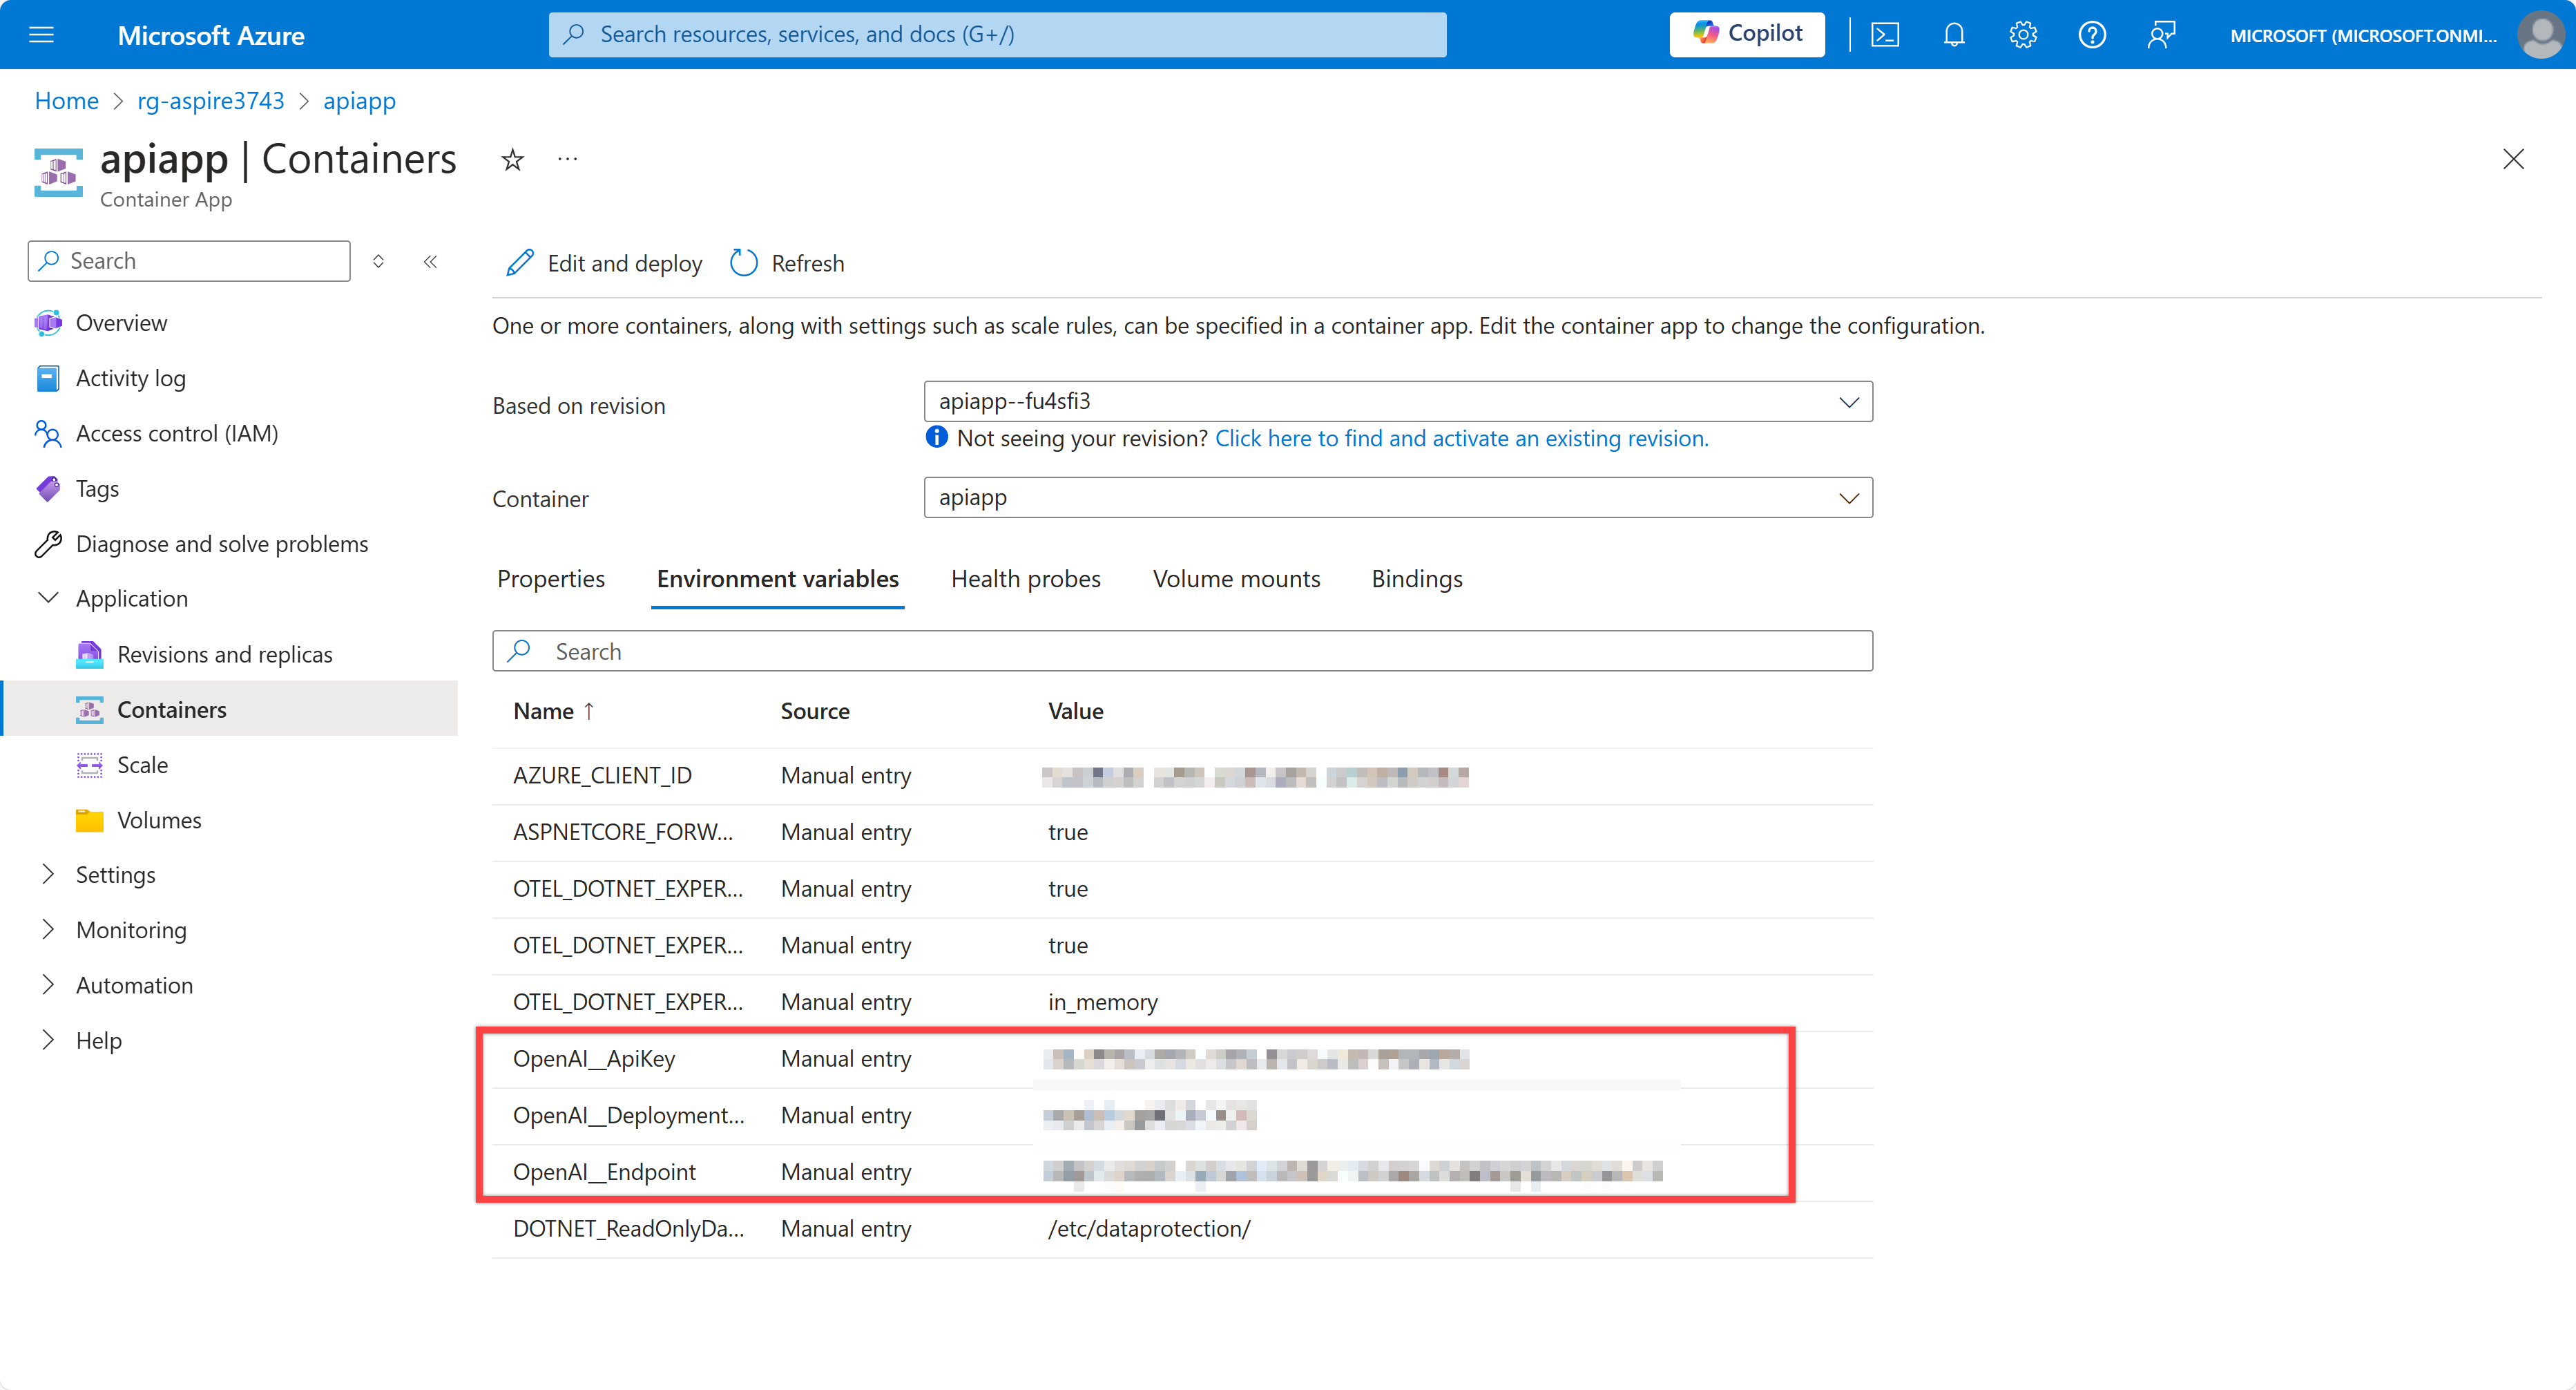 Microsoft Azure
Search resources, services, and docs (G+/)
Copilot
MICROSOFT (MICROSOFT.ONMI...
Home > rg-aspire3743 > apiapp
apiapp | Containers
Container App
Search
Overview
Activity log
Access control (IAM)
Tags
Diagnose and solve problems
Application
Revisions and replicas
Containers
Scale
Volumes
Settings
Monitoring
Automation
Help
Edit and deploy
Refresh
One or more containers, along with settings such as scale rules, can be specified in a container app. Edit the container app to change the configuration.
Based on revision
apiapp--fu4sfi3
Not seeing your revision? Click here to find and activate an existing revision.
Container
apiapp
Properties Environment variables Health probes Volume mounts Bindings
Search
Name ↑ Source Value
AZURE_CLIENT_ID Manual entry
ASPNETCORE_FORW... Manual entry true
OTEL_DOTNET_EXPER... Manual entry true
OTEL_DOTNET_EXPER... Manual entry true
OTEL_DOTNET_EXPER... Manual entry in_memory
OpenAI__ApiKey Manual entry
OpenAI__Deployment... Manual entry
OpenAI__Endpoint Manual entry
DOTNET_ReadOnlyDa... Manual entry /etc/dataprotection/